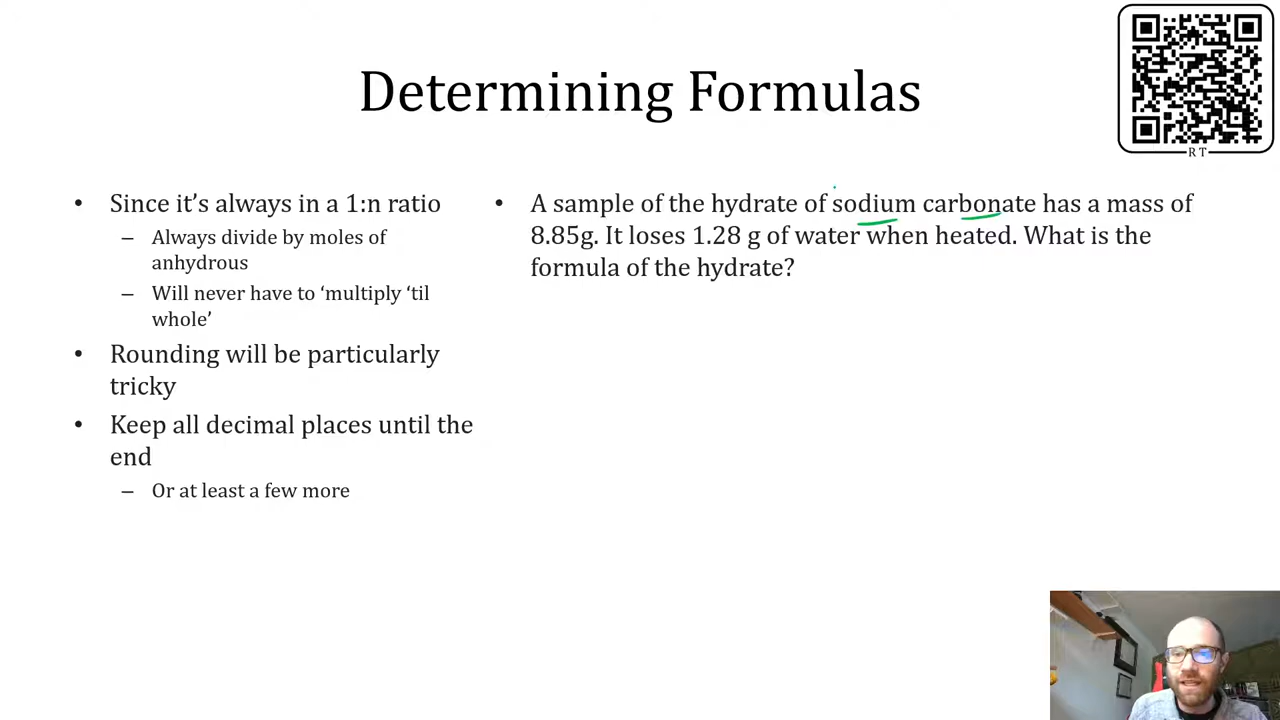 Determining Formulas
RT
• Since it’s always in a 1:n ratio
– Always divide by moles of
anhydrous
– Will never have to ‘multiply ‘til
whole’
• Rounding will be particularly
tricky
• Keep all decimal places until the
end
– Or at least a few more
• A sample of the hydrate of sodium carbonate has a mass of
8.85g. It loses 1.28 g of water when heated. What is the
formula of the hydrate?